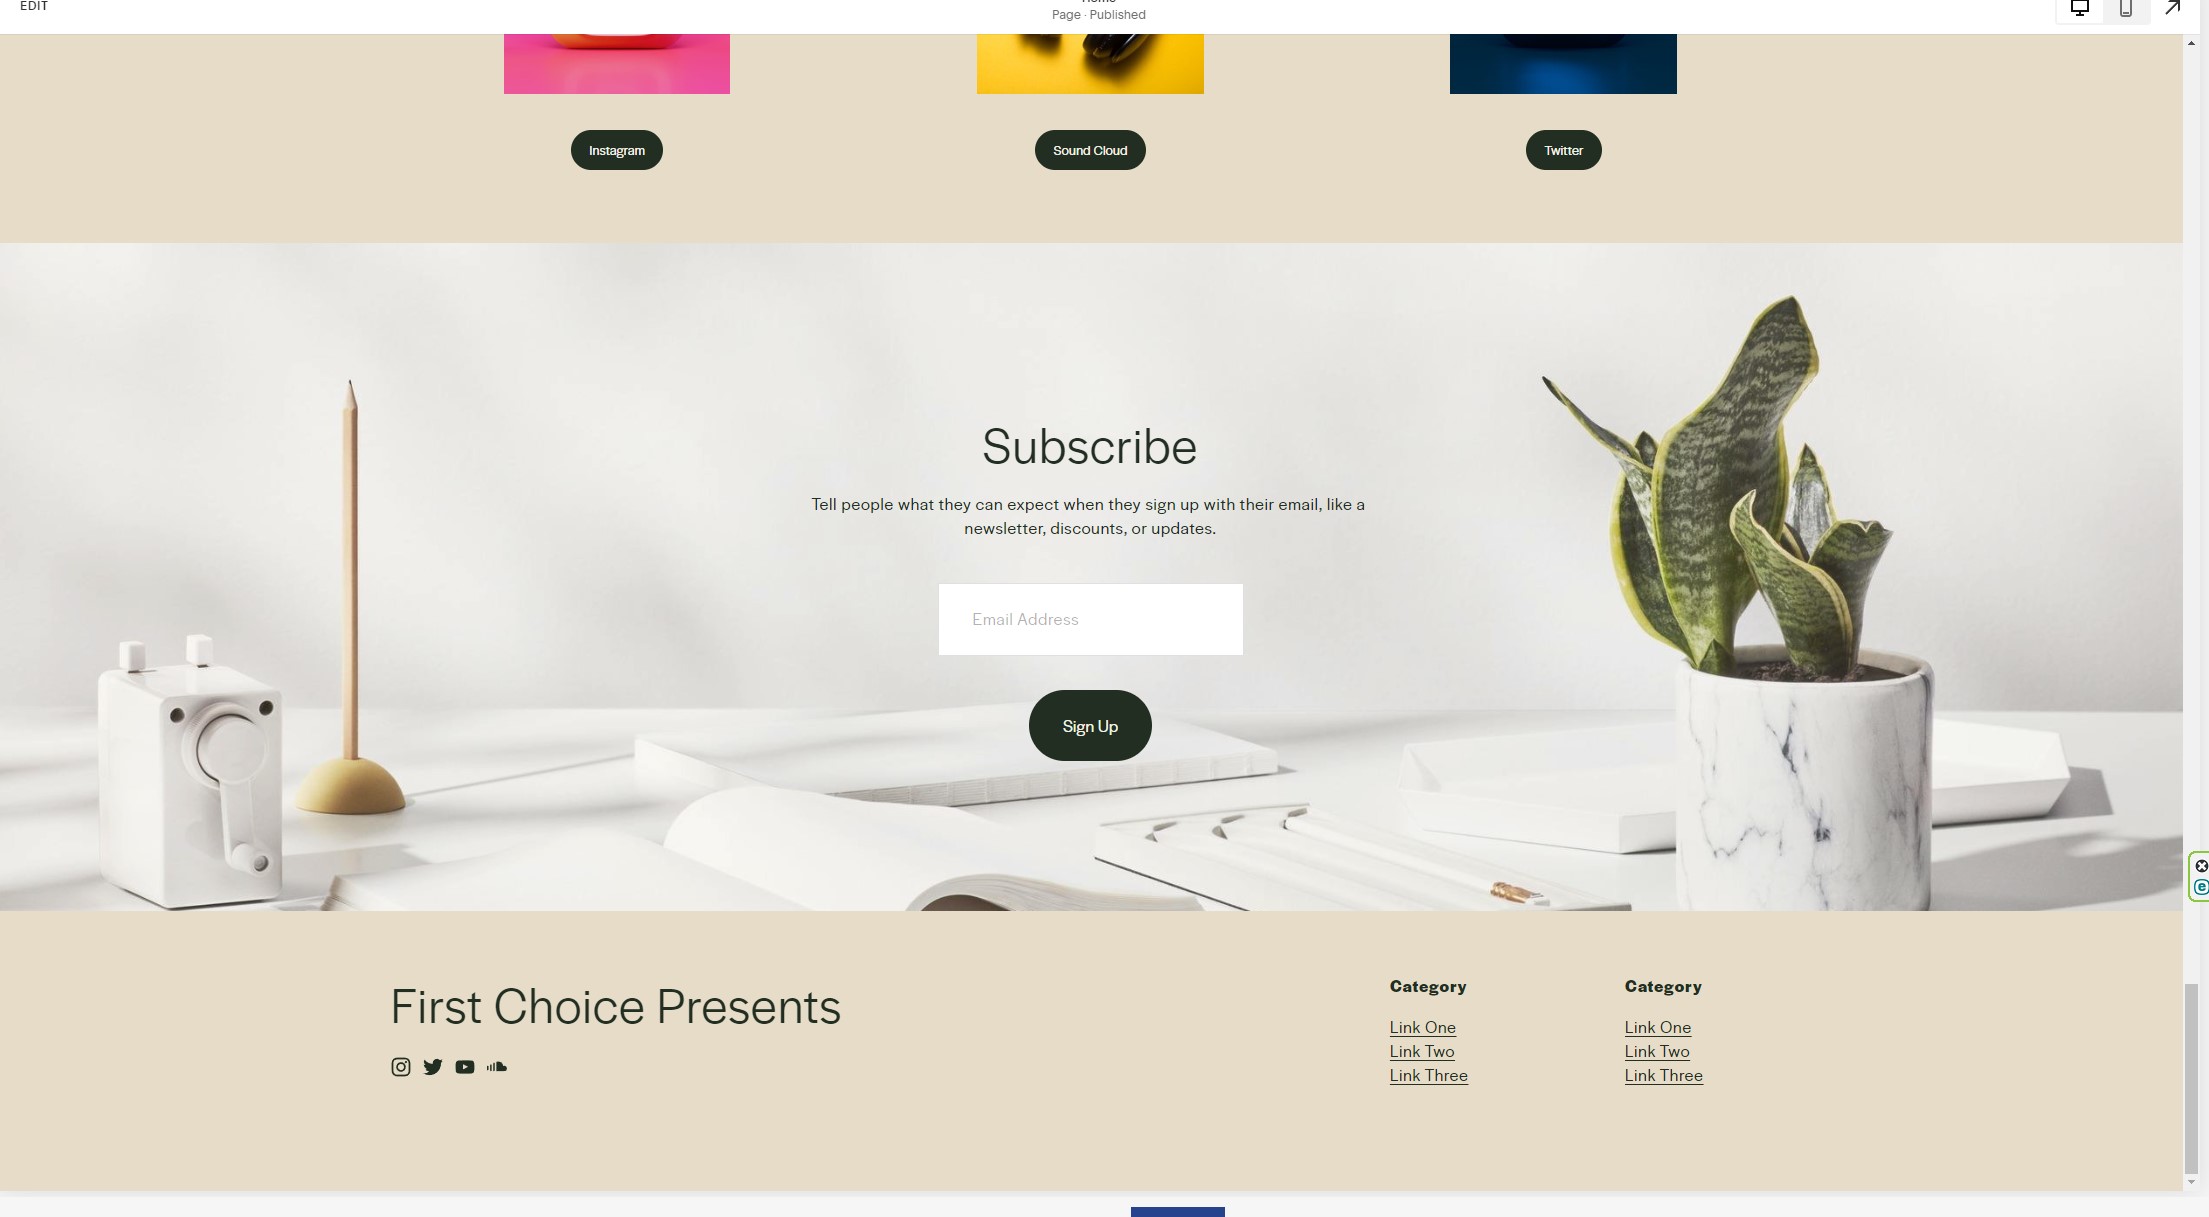 EDIT
Page · Published
Instagram
Sound Cloud
Twitter
Subscribe
Tell people what they can expect when they sign up with their email, like a
newsletter, discounts, or updates.
Email Address
Sign Up
First Choice Presents
Category
Link One
Link Two
Link Three
Category
Link One
Link Two
Link Three